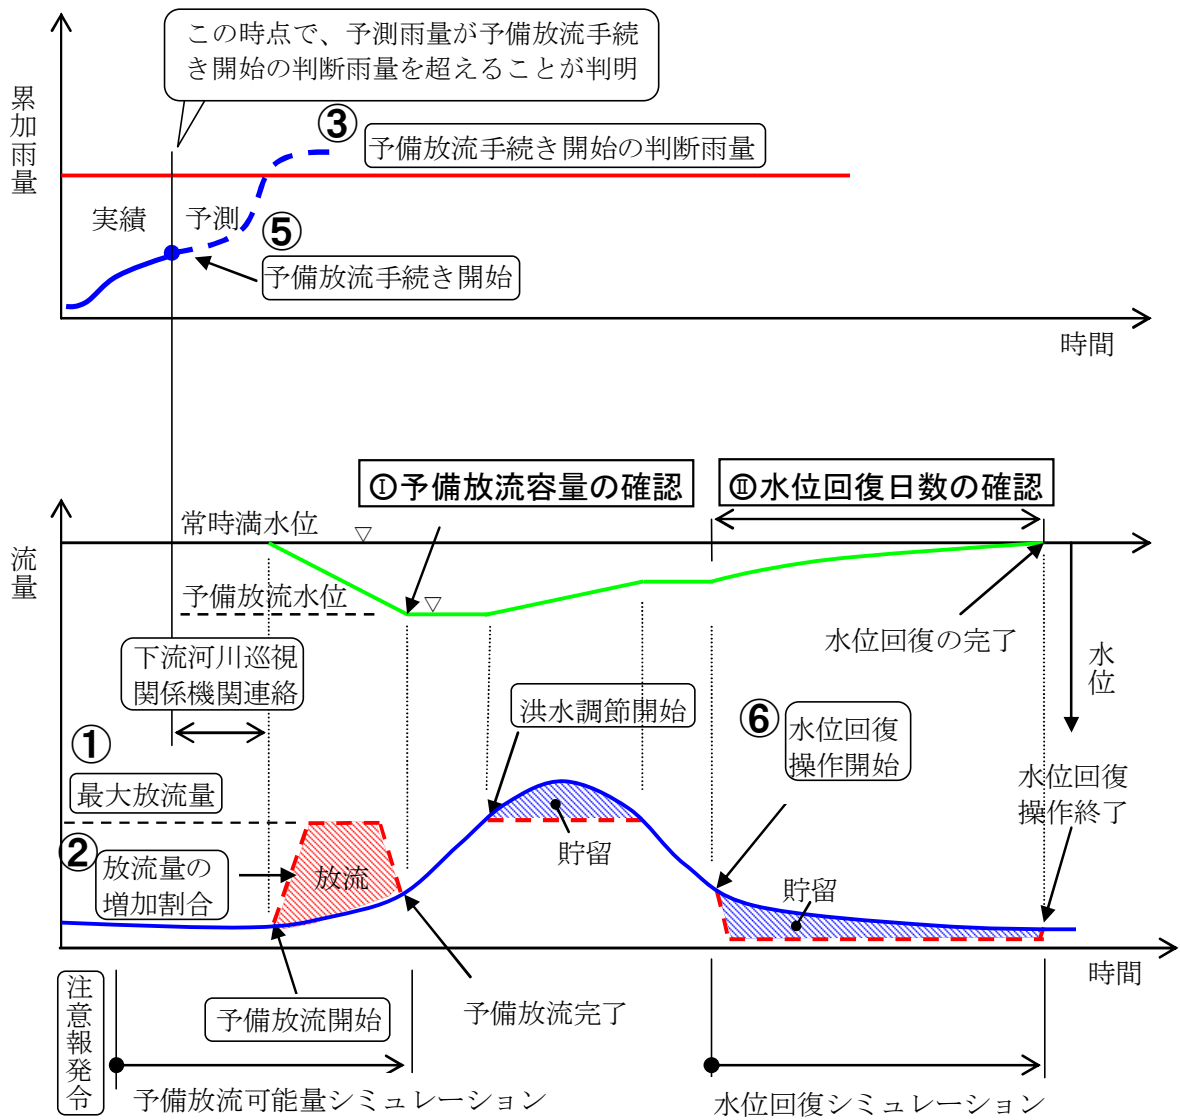 この時点で、予測雨量が予備放流手続
き開始の判断雨量を超えることが判明
累加雨量
③
予備放流手続き開始の判断雨量
実績
予測
⑤
予備放流手続き開始
時間
Ⓘ予備放流容量の確認
Ⓘ水位回復日数の確認
常時満水位
▽
流量
予備放流水位
▽
水位回復の完了
水位
下流河川巡視
関係機関連絡
洪水調節開始
⑥
水位回復
操作開始
①
最大放流量
水位回復
操作終了
②
放流量の
増加割合
放流
貯留
貯留
時間
注意報発令
予備放流開始
予備放流完了
予備放流可能量シミュレーション
水位回復シミュレーション